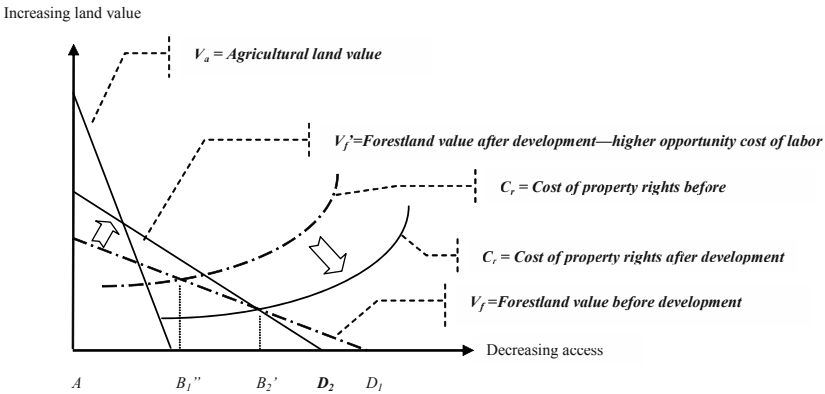 Increasing land value
Va = Agricultural land value
Vf’=Forestland value after development—higher opportunity cost of labor
Cr = Cost of property rights before
Cr = Cost of property rights after development
Vf =Forestland value before development
Decreasing access
A B1” B2’ D2 D1